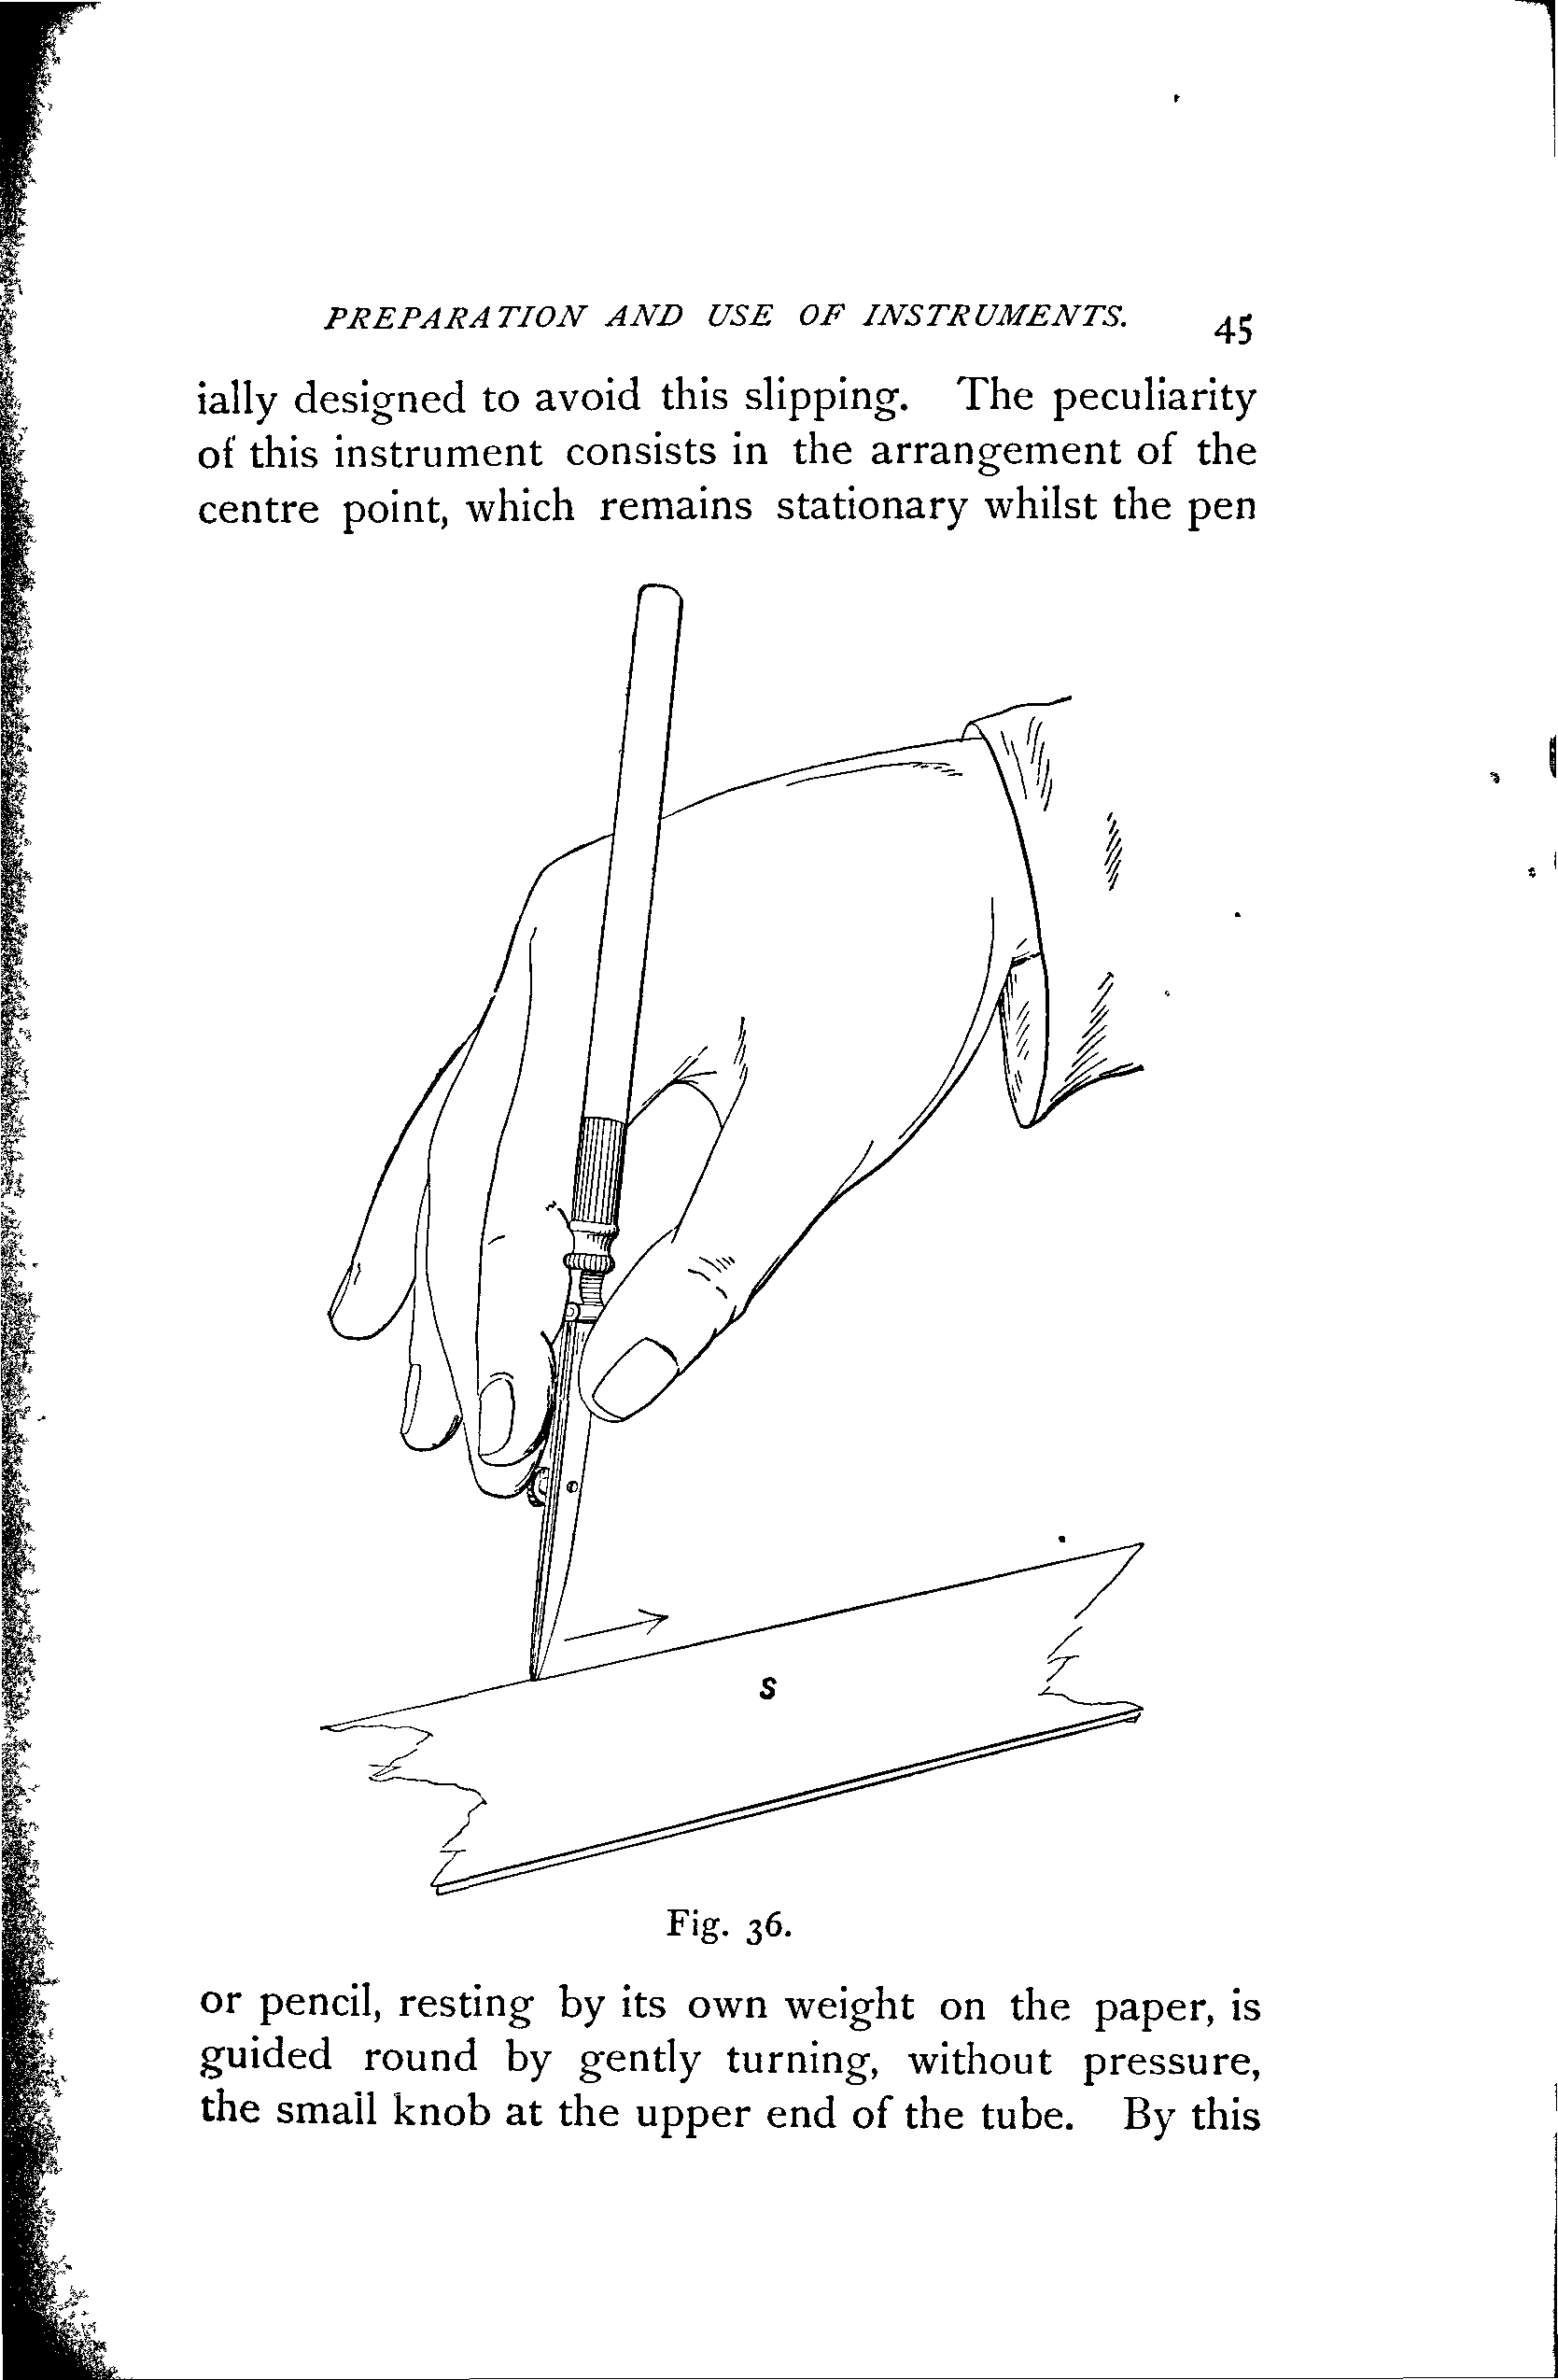 PREPARATION AND USE OF INSTRUMENTS. 45
ially designed to avoid this slipping. The peculiarity
of this instrument consists in the arrangement of the
centre point, which remains stationary whilst the pen
S
Fig. 36.
or pencil, resting by its own weight on the paper, is
guided round by gently turning, without pressure,
the small knob at the upper end of the tube. By this